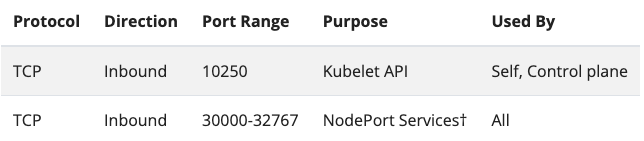 Protocol Direction Port Range Purpose Used By
TCP Inbound 10250 Kubelet API Self, Control plane
TCP Inbound 30000-32767 NodePort Services† All